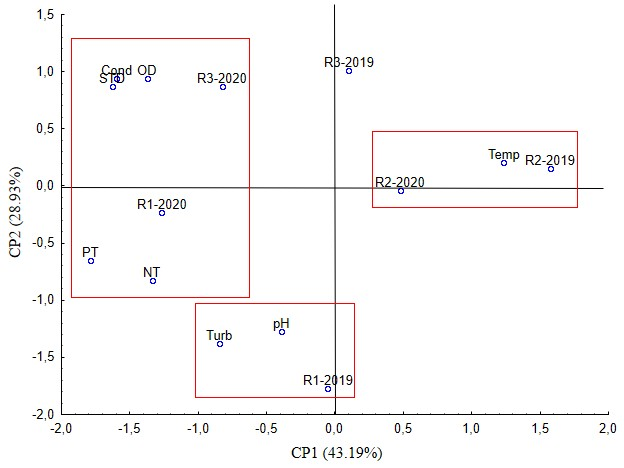 1,5
1,0
0,5
0,0
-0,5
-1,0
-1,5
-2,0
CP2 (28.93%)
Cond OD
STD
R3-2020
R3-2019
Temp
R2-2019
R2-2020
R1-2020
PT
NT
Turb
pH
R1-2019
-2,0 -1,5 -1,0 -0,5 0,0 0,5 1,0 1,5 2,0
CP1 (43.19%)